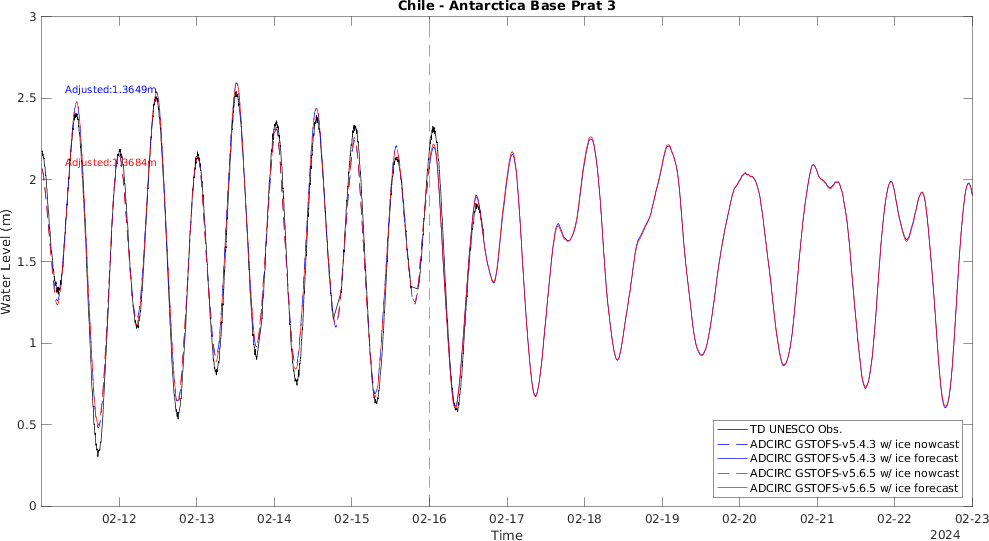 Chile - Antarctica Base Prat 3
3
2.5
2
1.5
1
0.5
0
Water Level (m)
Adjusted:1.3649m
Adjusted:1.3684m
TD UNESCO Obs.
ADCIRC GSTOFS-v5.4.3 w/ ice nowcast
ADCIRC GSTOFS-v5.4.3 w/ ice forecast
ADCIRC GSTOFS-v5.6.5 w/ ice nowcast
ADCIRC GSTOFS-v5.6.5 w/ ice forecast
02-12 02-13 02-14 02-15 02-16 02-17 02-18 02-19 02-20 02-21 02-22 02-23
Time
2024